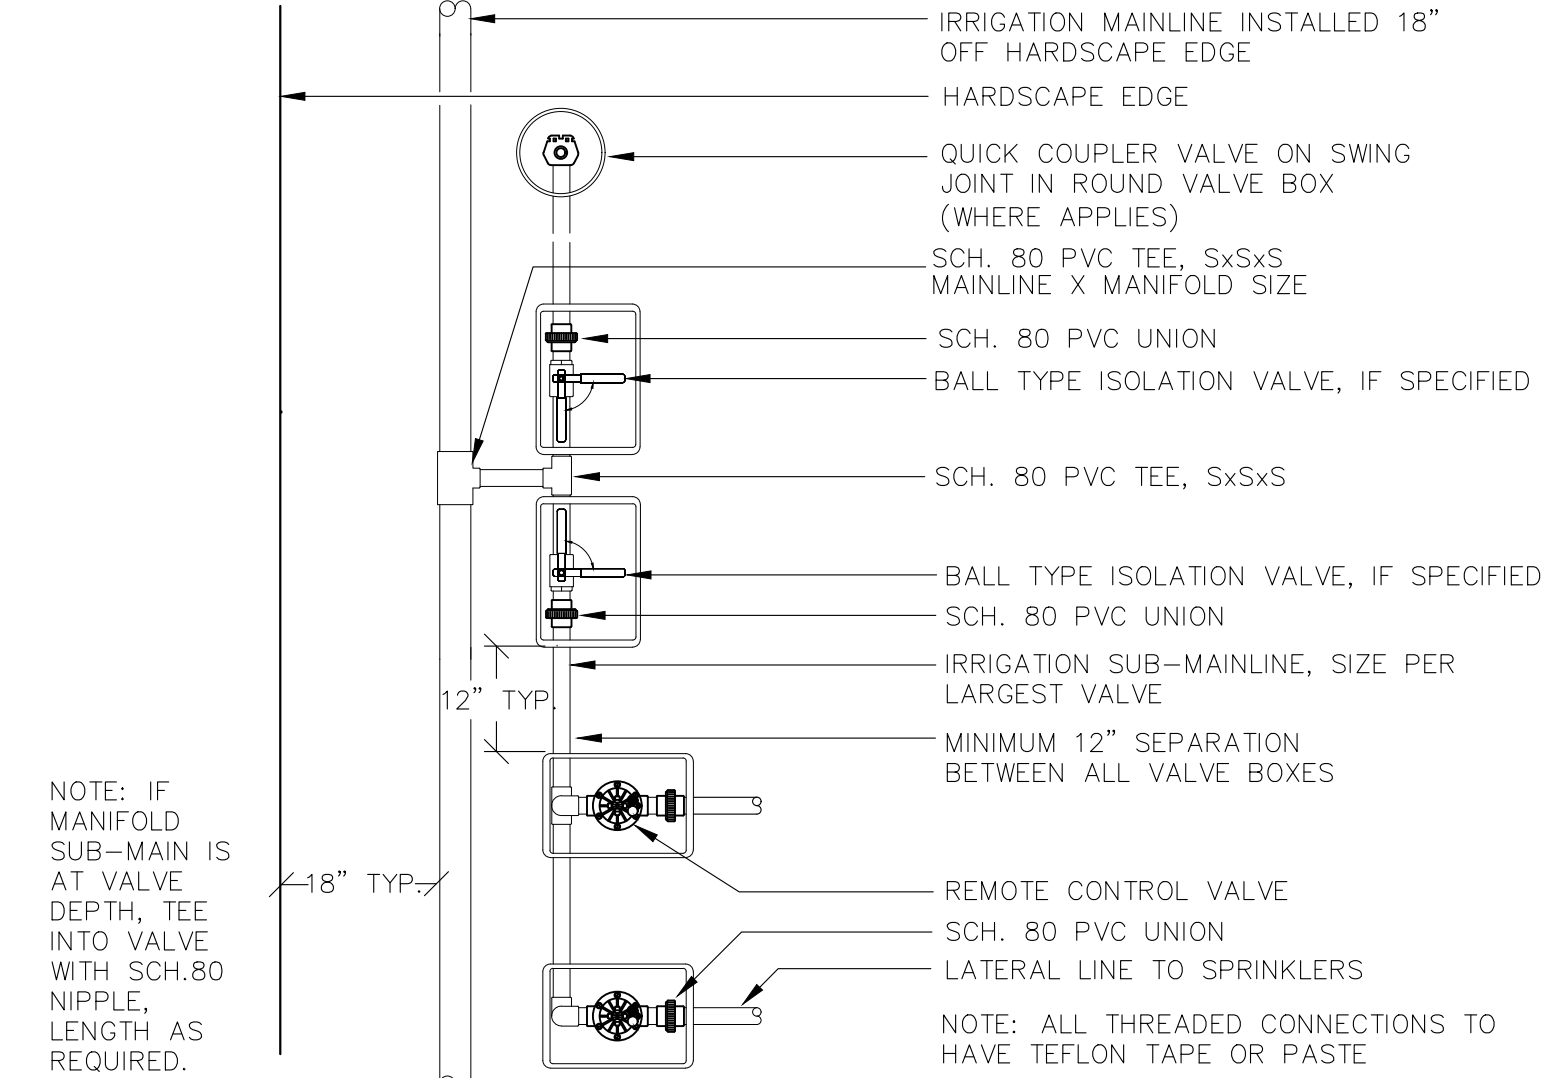 IRRIGATION MAINLINE INSTALLED 18”
OFF HARDSCAPE EDGE
HARDSCAPE EDGE
QUICK COUPLER VALVE ON SWING
JOINT IN ROUND VALVE BOX
(WHERE APPLIES)
SCH. 80 PVC TEE, SxSxS
MAINLINE X MANIFOLD SIZE
SCH. 80 PVC UNION
BALL TYPE ISOLATION VALVE, IF SPECIFIED
SCH. 80 PVC TEE, SxSxS
BALL TYPE ISOLATION VALVE, IF SPECIFIED
SCH. 80 PVC UNION
IRRIGATION SUB-MAINLINE, SIZE PER
LARGEST VALVE
12” TYP.
MINIMUM 12” SEPARATION
BETWEEN ALL VALVE BOXES
NOTE: IF
MANIFOLD
SUB-MAIN IS
AT VALVE
DEPTH, TEE
INTO VALVE
WITH SCH.80
NIPPLE,
LENGTH AS
REQUIRED.
18” TYP.
REMOTE CONTROL VALVE
SCH. 80 PVC UNION
LATERAL LINE TO SPRINKLERS
NOTE: ALL THREADED CONNECTIONS TO
HAVE TEFLON TAPE OR PASTE